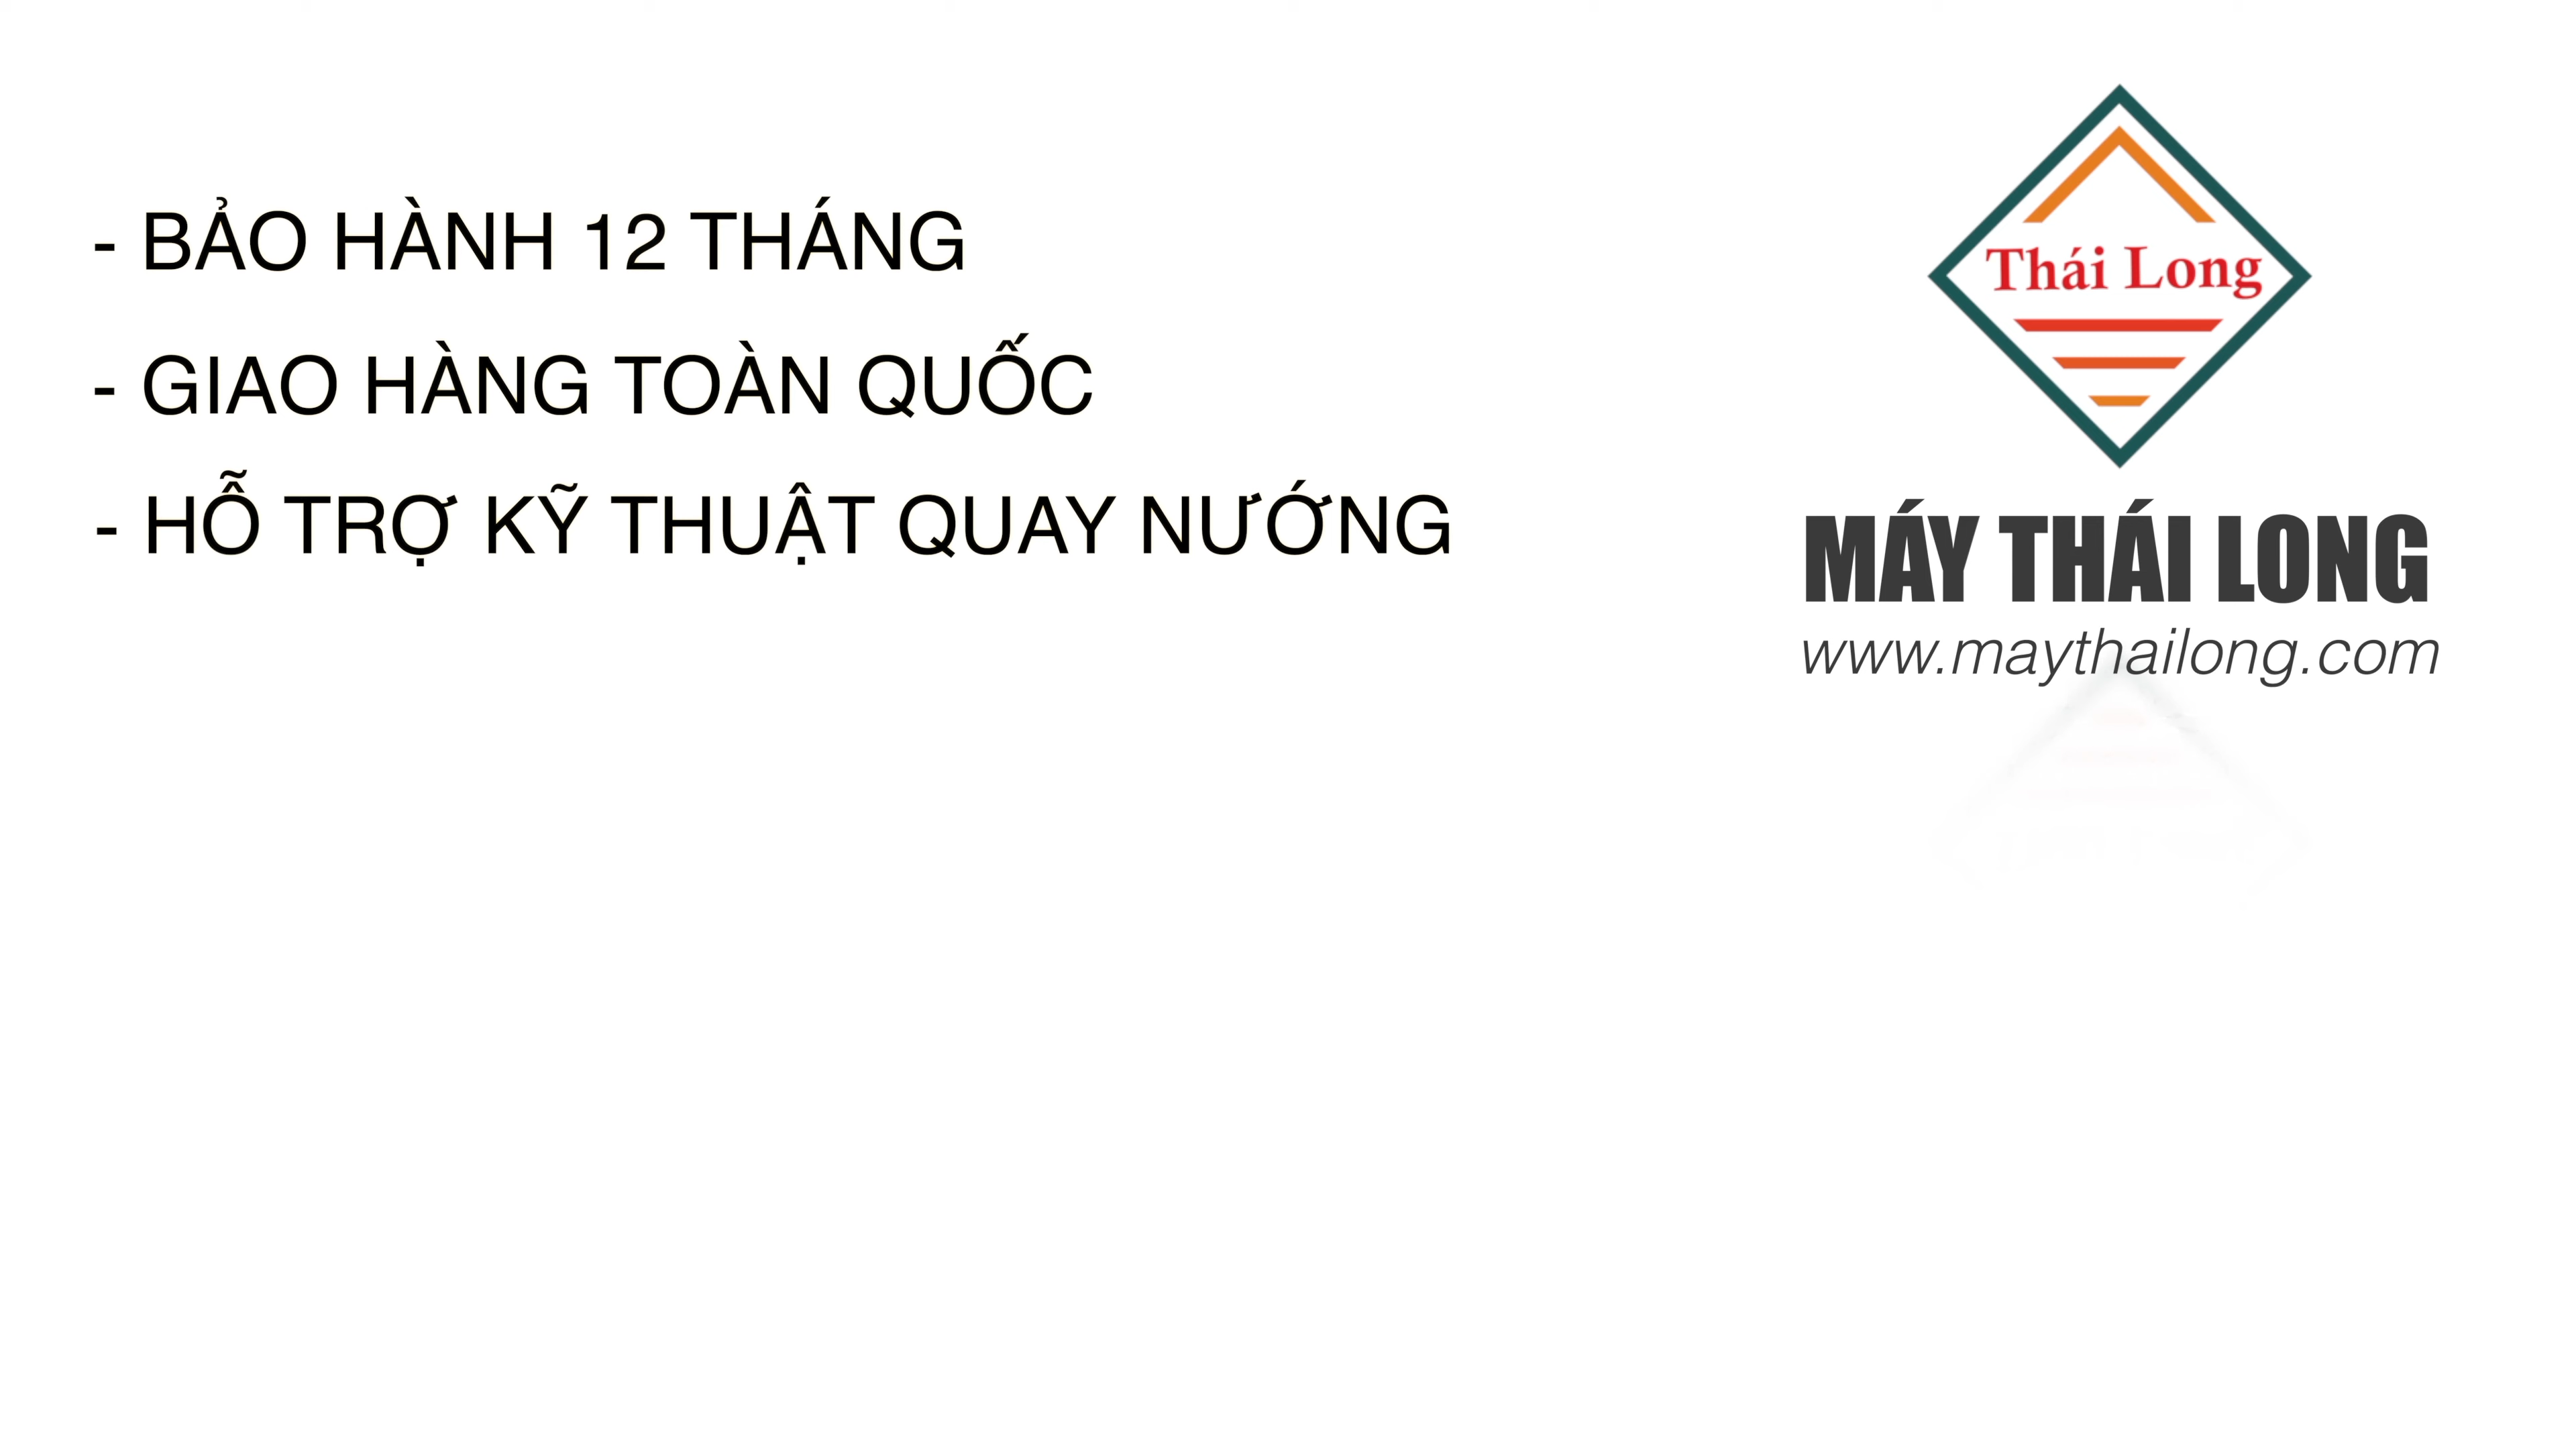 - BẢO HÀNH 12 THÁNG
- GIAO HÀNG TOÀN QUỐC
- HỖ TRỢ KỸ THUẬT QUAY NƯỚNG
Thái Long
MÁY THÁI LONG
www.maythailong.com